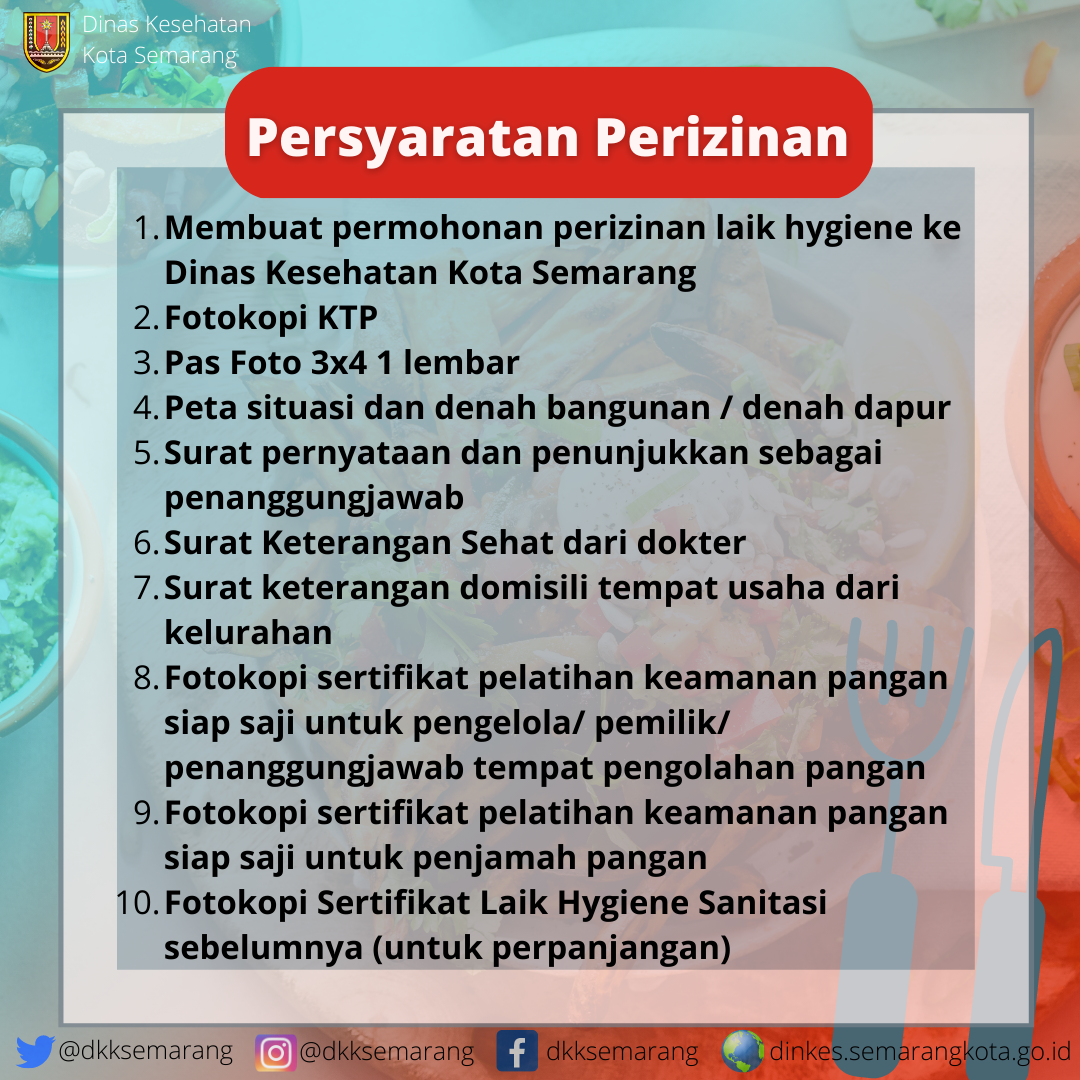 Dinas Kesehatan
Kota Semarang
Persyaratan Perizinan
1. Membuat permohonan perizinan laik hygiene ke
Dinas Kesehatan Kota Semarang
2. Fotokopi KTP
3. Pas Foto 3x4 1 lembar
4. Peta situasi dan denah bangunan / denah dapur
5. Surat pernyataan dan penunjukkan sebagai
penanggungjawab
6. Surat Keterangan Sehat dari dokter
7. Surat keterangan domisili tempat usaha dari
kelurahan
8. Fotokopi sertifikat pelatihan keamanan pangan
siap saji untuk pengelola/ pemilik/
penanggungjawab tempat pengolahan pangan
9. Fotokopi sertifikat pelatihan keamanan pangan
siap saji untuk penjamah pangan
10. Fotokopi Sertifikat Laik Hygiene Sanitasi
sebelumnya (untuk perpanjangan)
@dkksemarang @dkksemarang dkksemarang dinkes.semarangkota.go.id